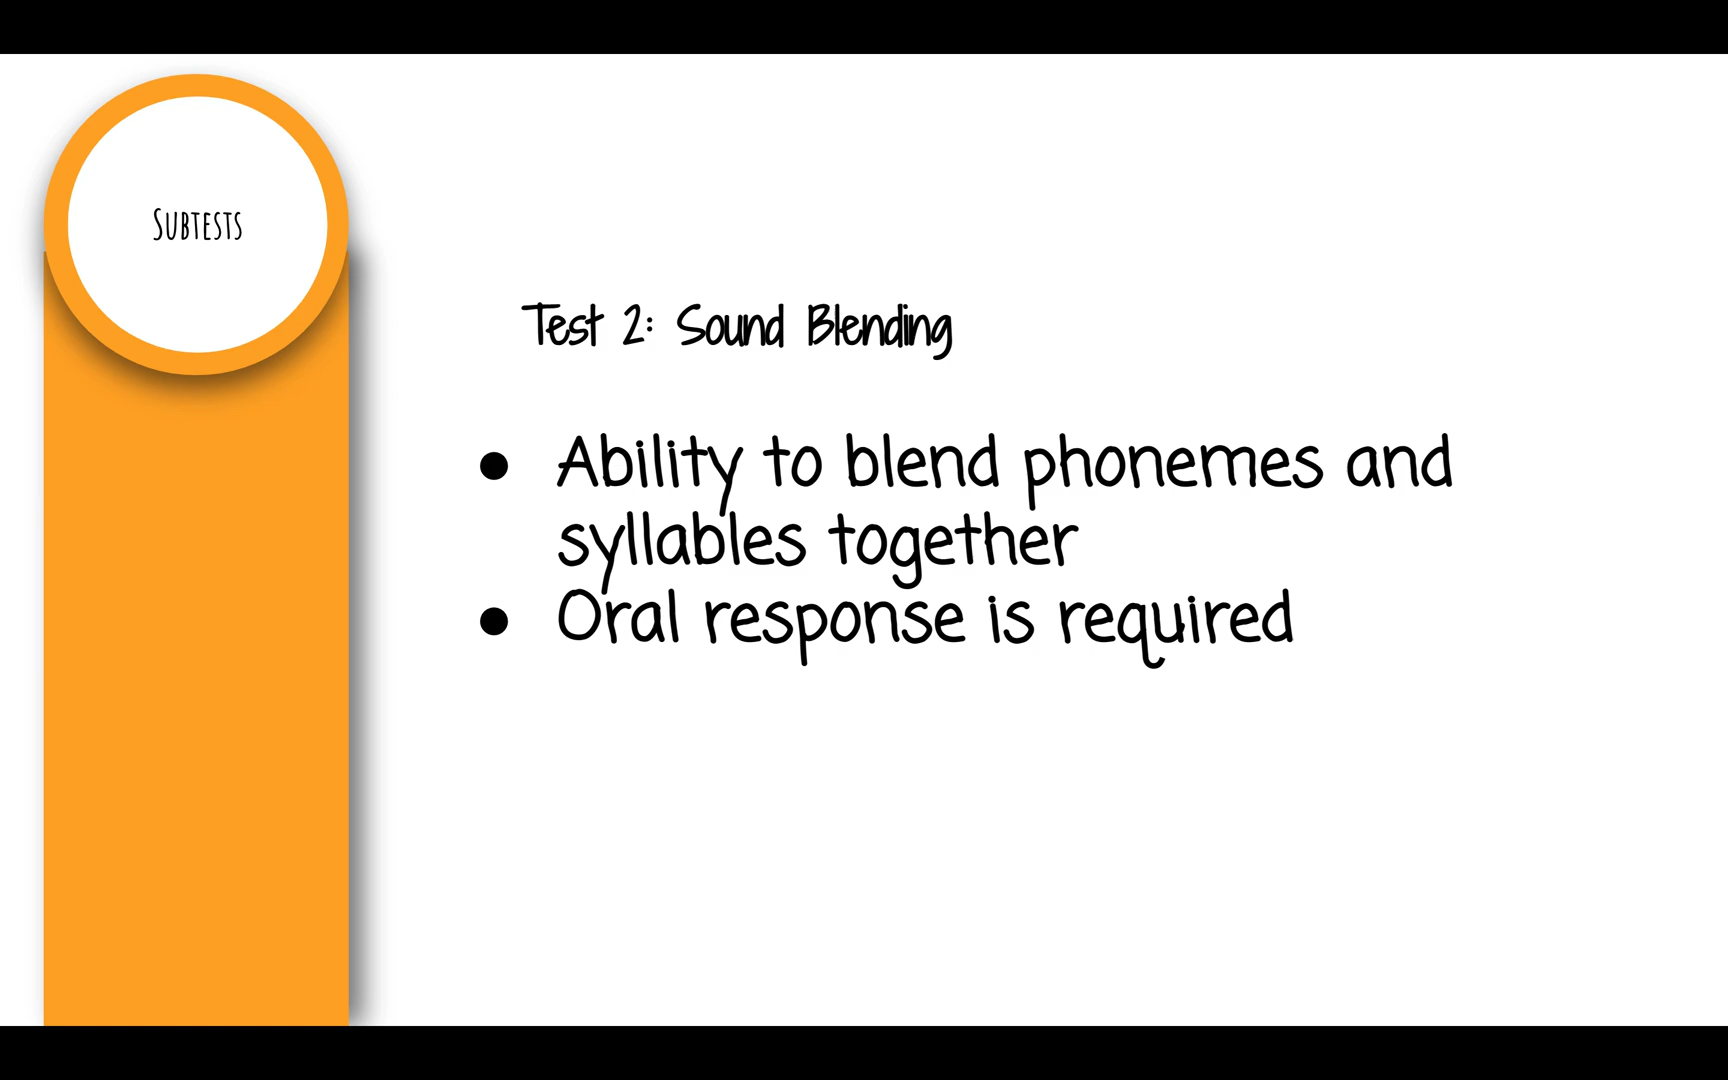 Subtests
Test 2: Sound Blending
● Ability to blend phonemes and
syllables together
● Oral response is required